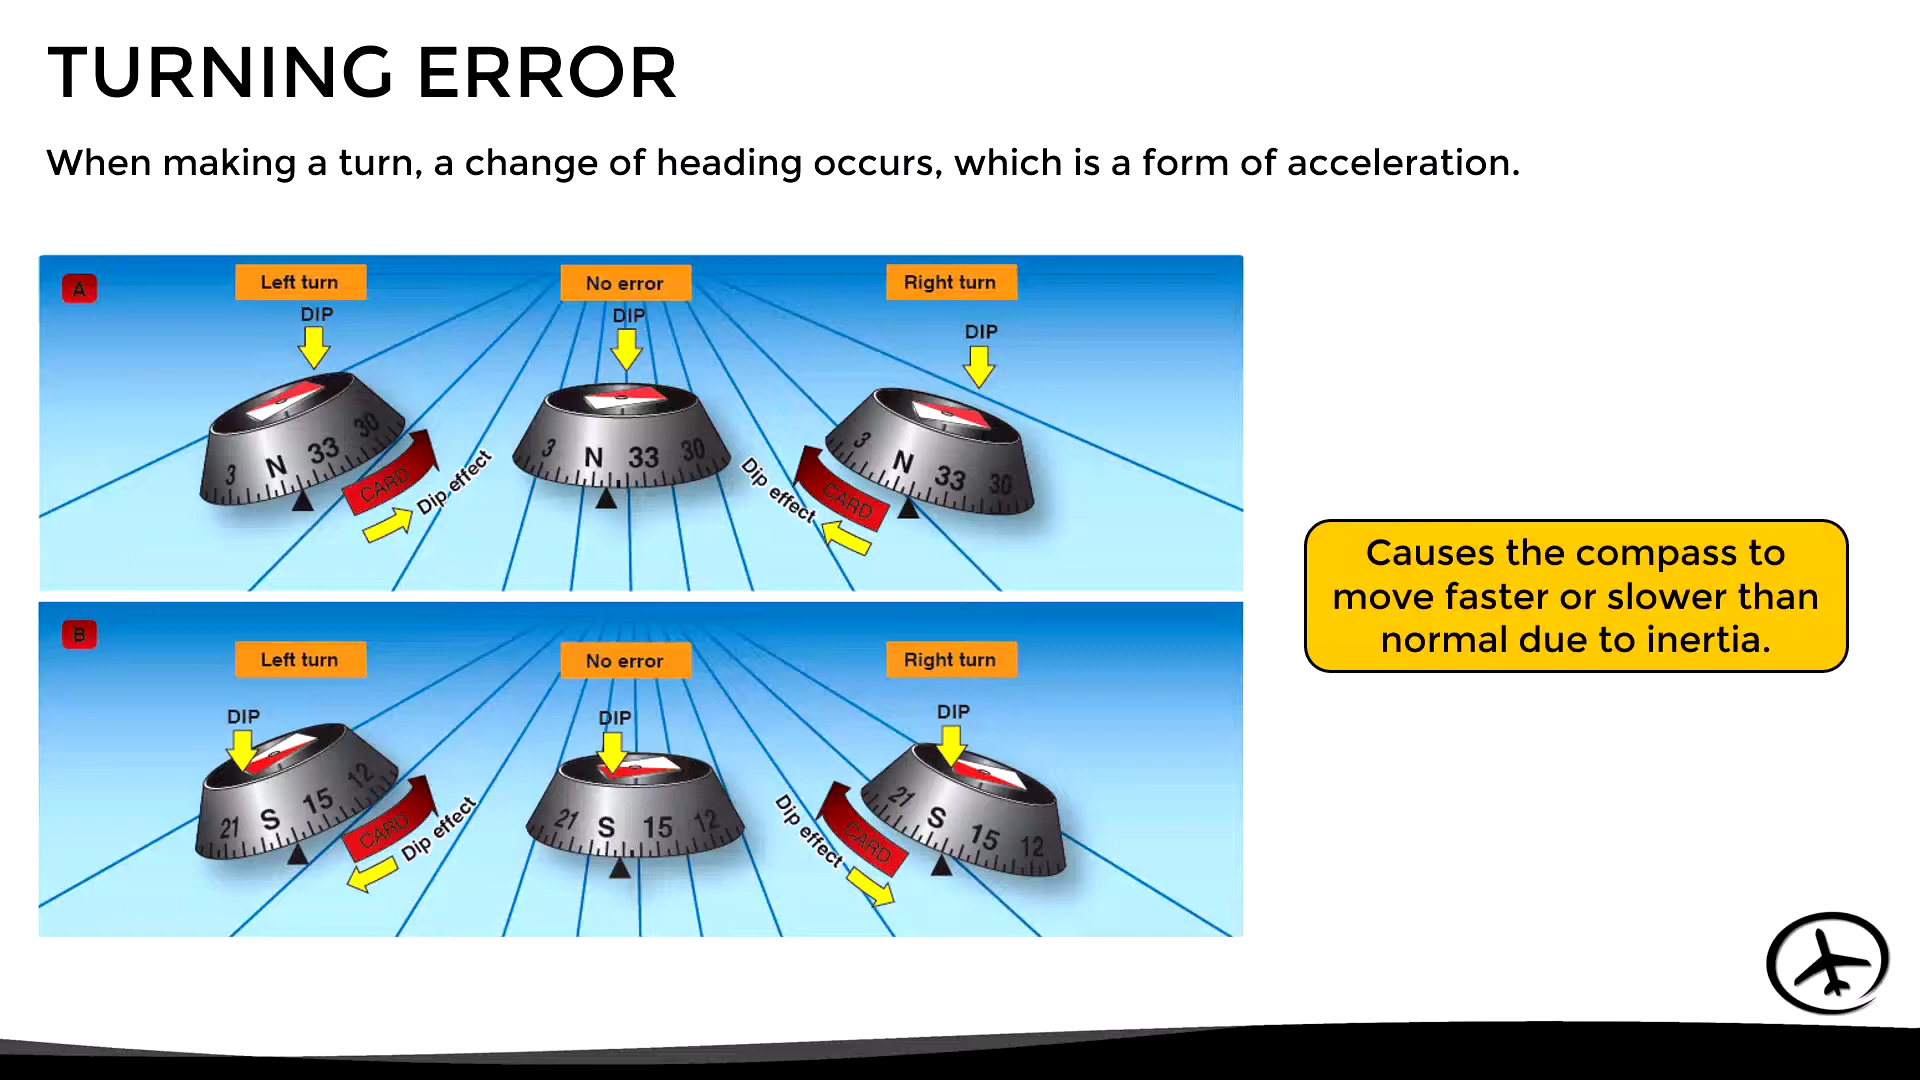 TURNING ERROR
When making a turn, a change of heading occurs, which is a form of acceleration.
A
Left turn
No error
Right turn
DIP
DIP
DIP
3 N 33 30
CARD
Dip effect
3 N 33 30
Dip effect
CARD
3 N 33 30
Causes the compass to
move faster or slower than
normal due to inertia.
B
Left turn
No error
Right turn
DIP
DIP
DIP
21 S 15 12
CARD
Dip effect
21 S 15 12
Dip effect
CARD
21 S 15 12